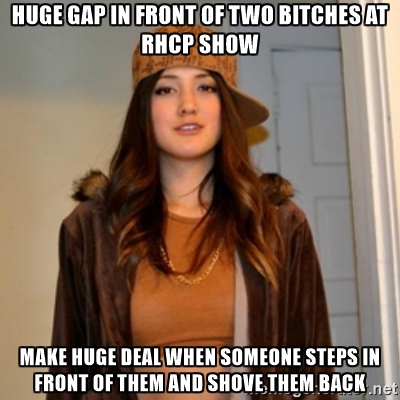 HUGE GAP IN FRONT OF TWO BITCHES AT
RHCP SHOW
MAKE HUGE DEAL WHEN SOMEONE STEPS IN
FRONT OF THEM AND SHOVE THEM BACK